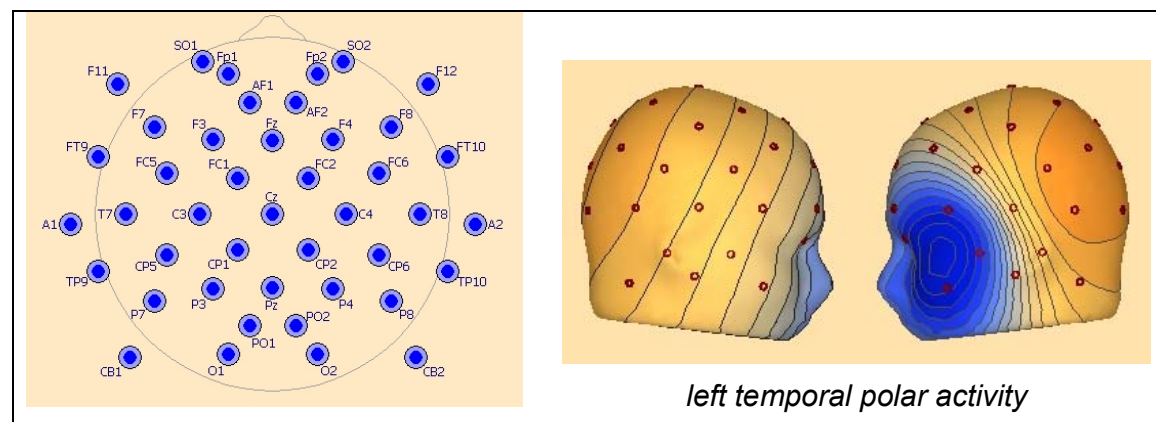 SO1 SO2
Fp1 Fp2
F11 F12
AF1 AF2
F7 F3 Fz F4 F8
FT9 FC5 FC1 FC2 FC6 FT10
A1 T7 C3 Cz C4 T8 A2
TP9 CP5 CP1 CP2 CP6 TP10
P7 P3 Pz P4 P8
PO1 PO2
CB1 O1 O2 CB2
left temporal polar activity